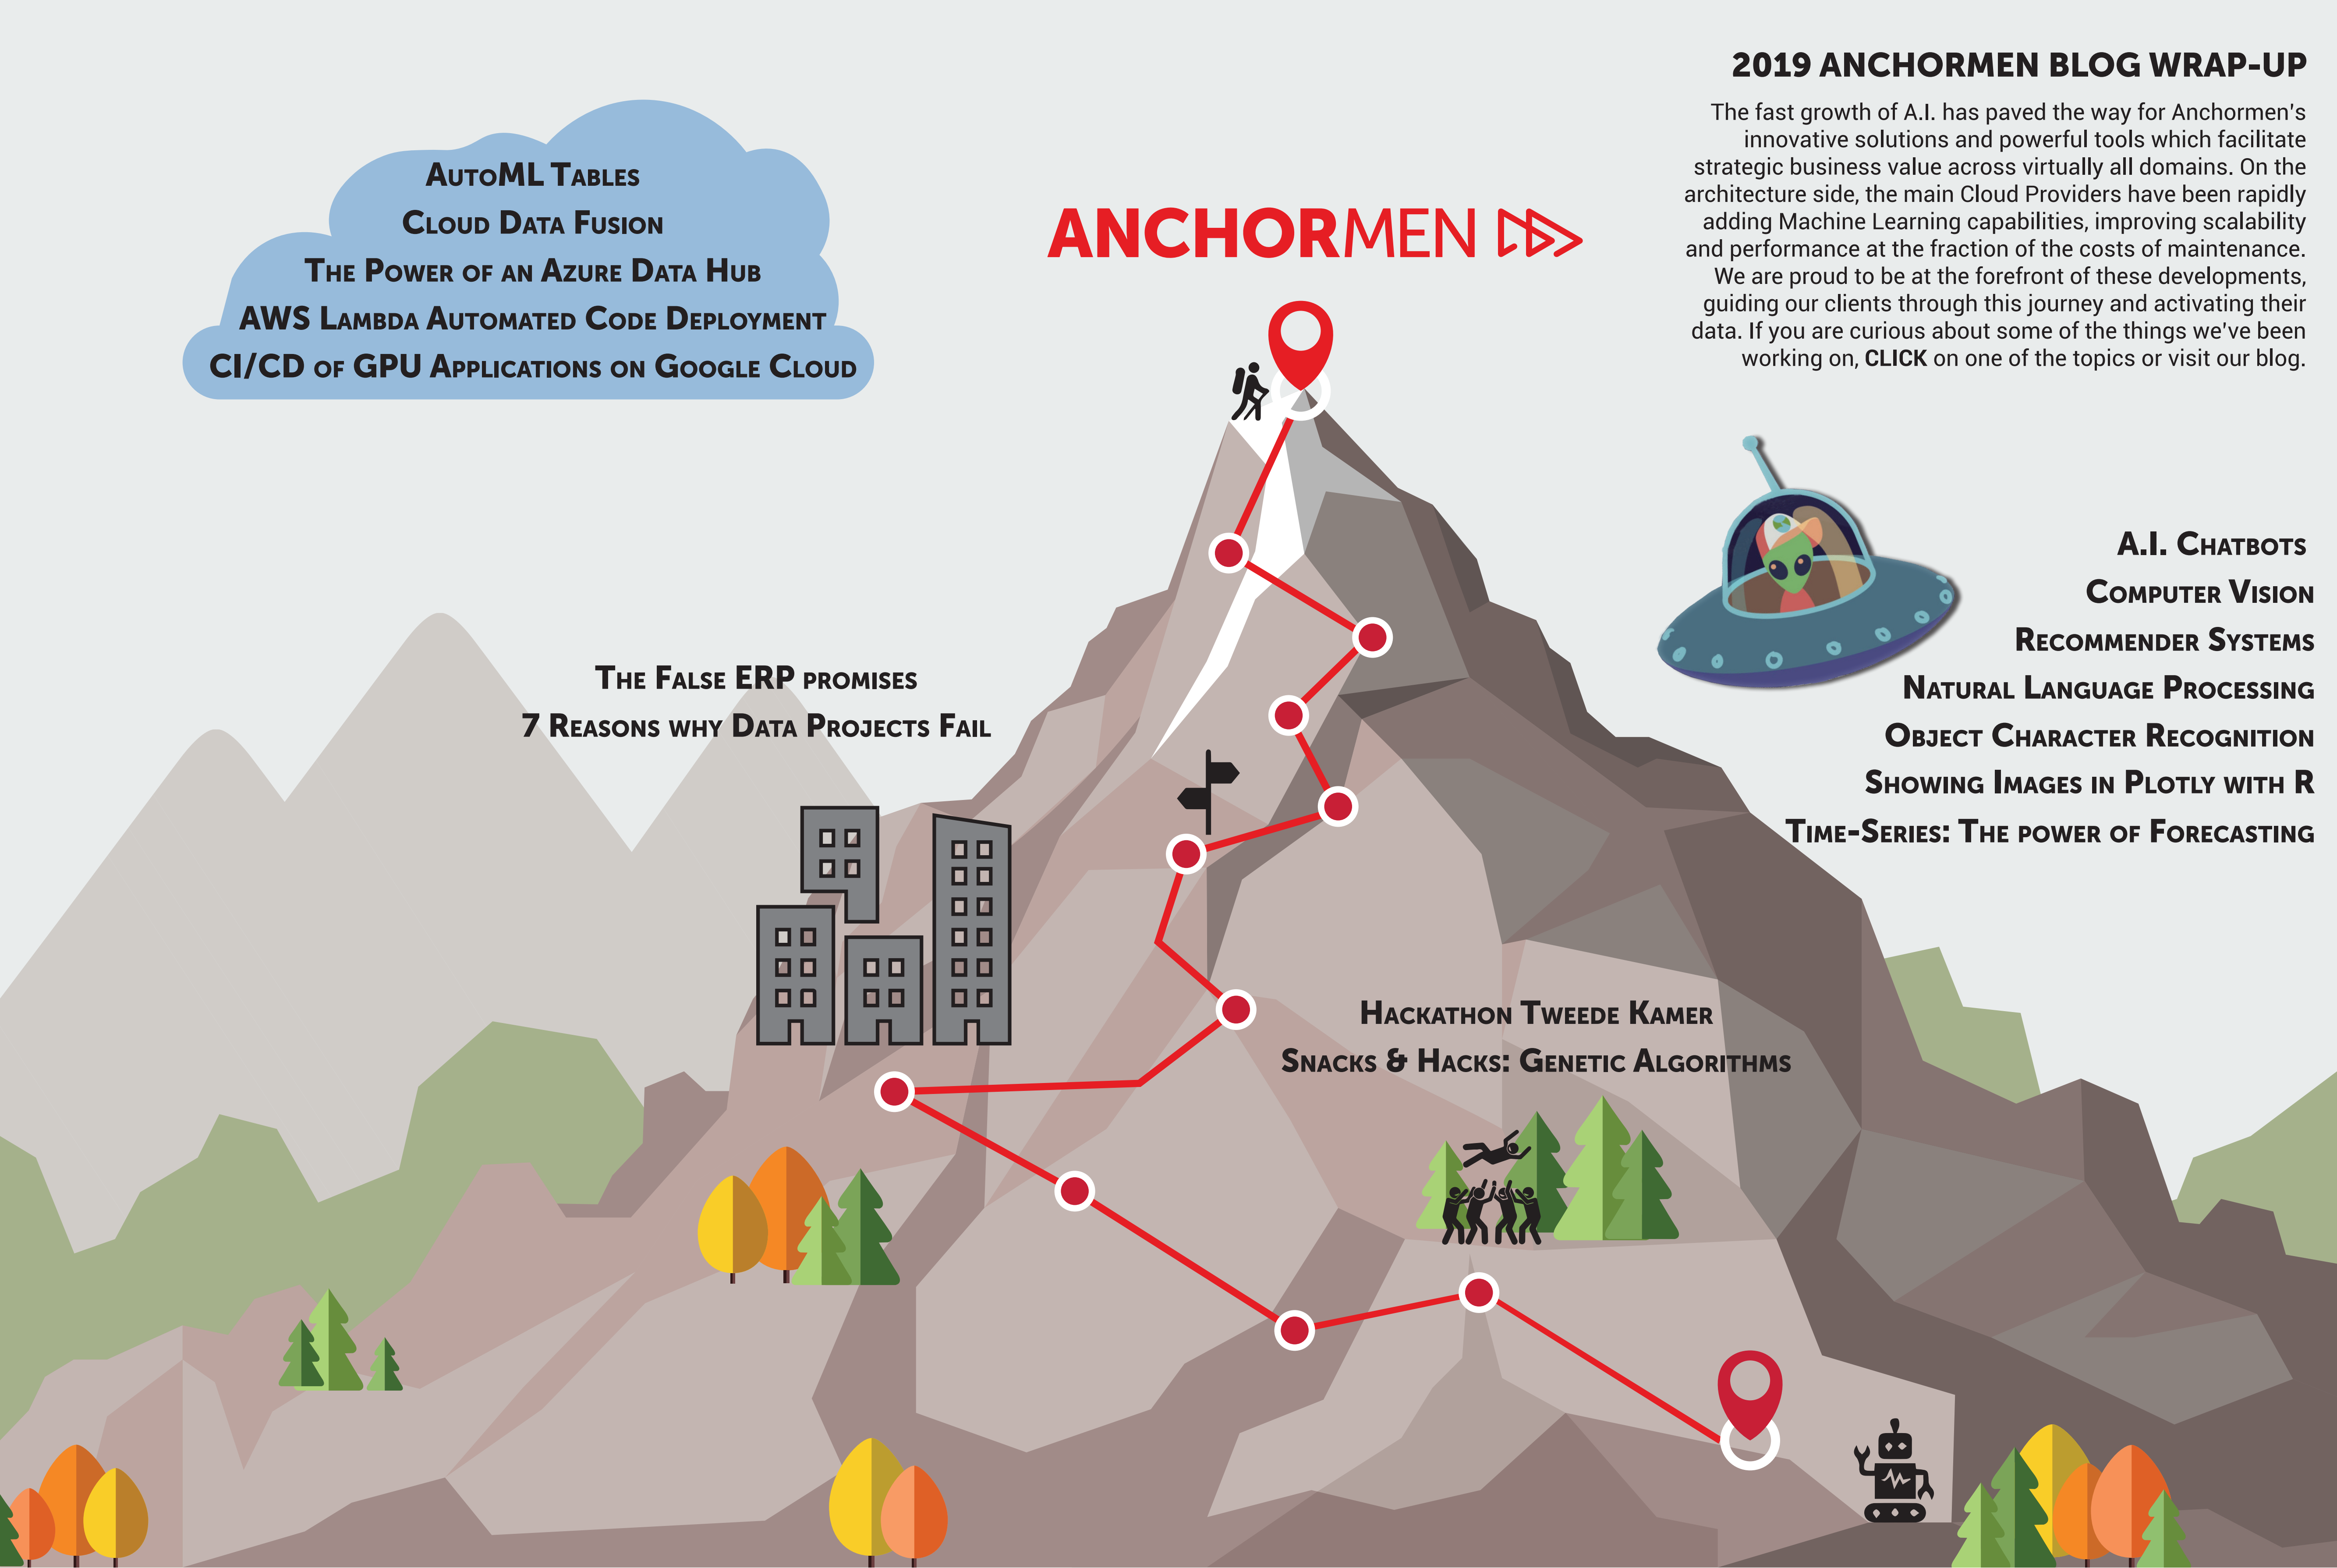 2019 ANCHORMEN BLOG WRAP-UP
The fast growth of A.I. has paved the way for Anchormen's
innovative solutions and powerful tools which facilitate
strategic business value across virtually all domains. On the
architecture side, the main Cloud Providers have been rapidly
adding Machine Learning capabilities, improving scalability
and performance at the fraction of the costs of maintenance.
We are proud to be at the forefront of these developments,
guiding our clients through this journey and activating their
data. If you are curious about some of the things we've been
working on, CLICK on one of the topics or visit our blog.
AutoML Tables
Cloud Data Fusion
The Power of an Azure Data Hub
AWS Lambda Automated Code Deployment
CI/CD of GPU Applications on Google Cloud
ANCHORMEN
A.I. Chatbots
Computer Vision
Recommender Systems
Natural Language Processing
Object Character Recognition
Showing Images in Plotly with R
Time-Series: The power of Forecasting
The False ERP promises
7 Reasons why Data Projects Fail
Hackathon Tweede Kamer
Snacks & Hacks: Genetic Algorithms